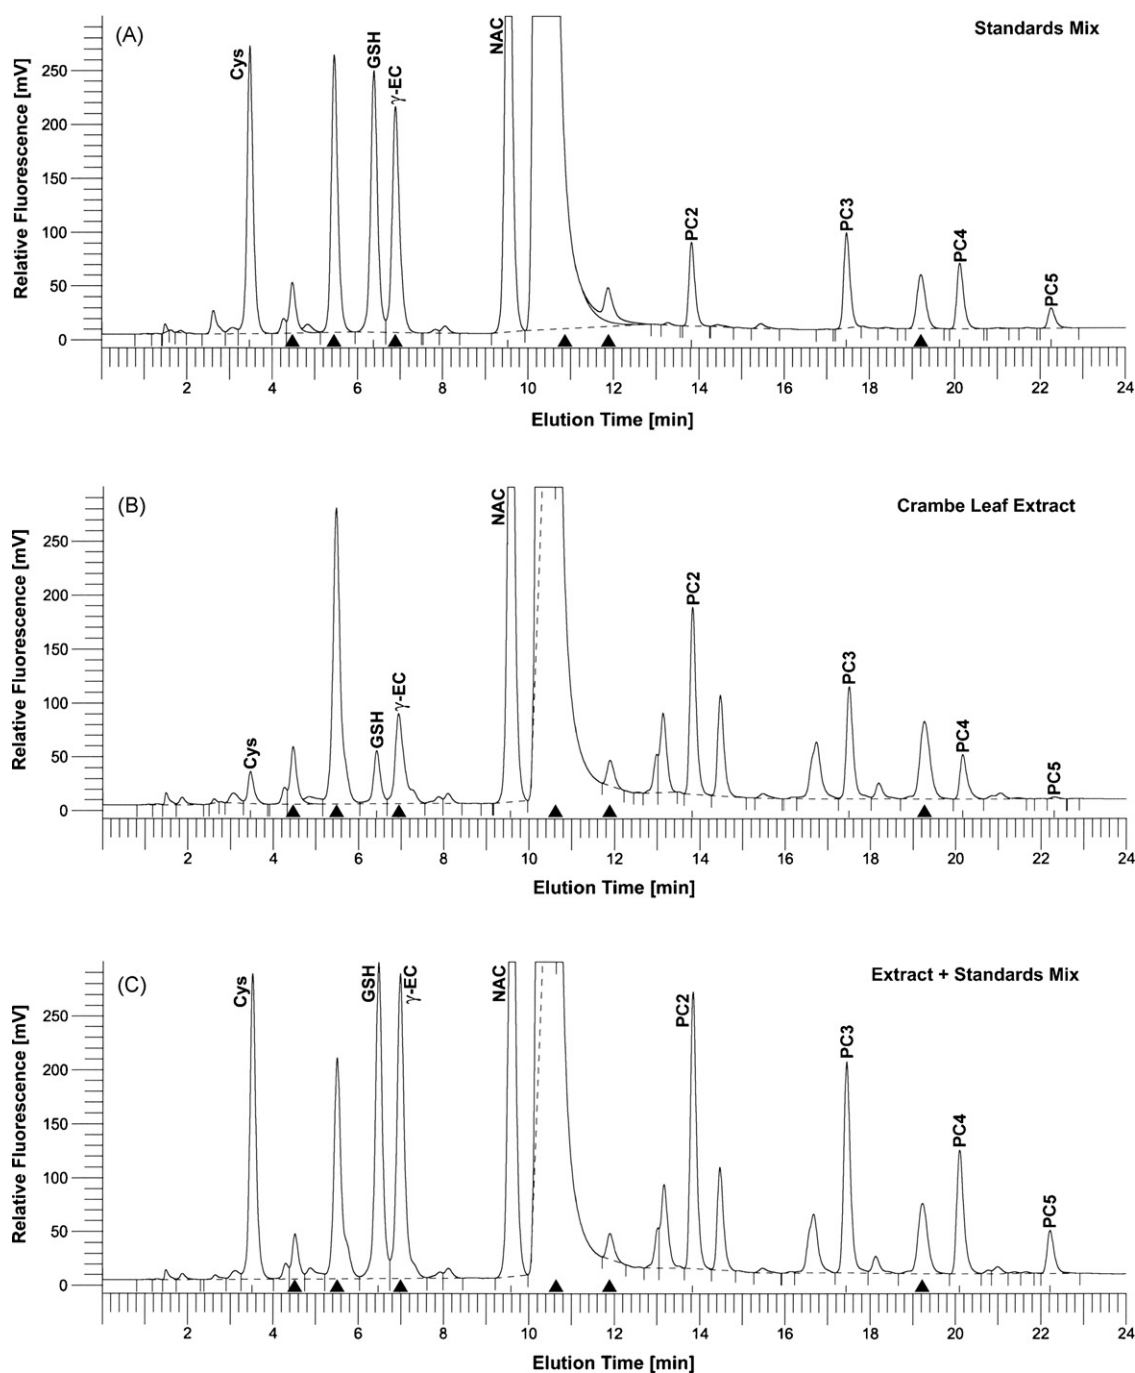 (A)
Standards Mix
Relative Fluorescence [mV]
250
200
150
100
50
0
Cys
GSH
γ-EC
NAC
PC2
PC3
PC4
PC5
2 4 6 8 10 12 14 16 18 20 22 24
Elution Time [min]
(B)
Crambe Leaf Extract
Relative Fluorescence [mV]
250
200
150
100
50
0
Cys
GSH
γ-EC
NAC
PC2
PC3
PC4
PC5
2 4 6 8 10 12 14 16 18 20 22 24
Elution Time [min]
(C)
Extract + Standards Mix
Relative Fluorescence [mV]
250
200
150
100
50
0
Cys
GSH
γ-EC
NAC
PC2
PC3
PC4
PC5
2 4 6 8 10 12 14 16 18 20 22 24
Elution Time [min]